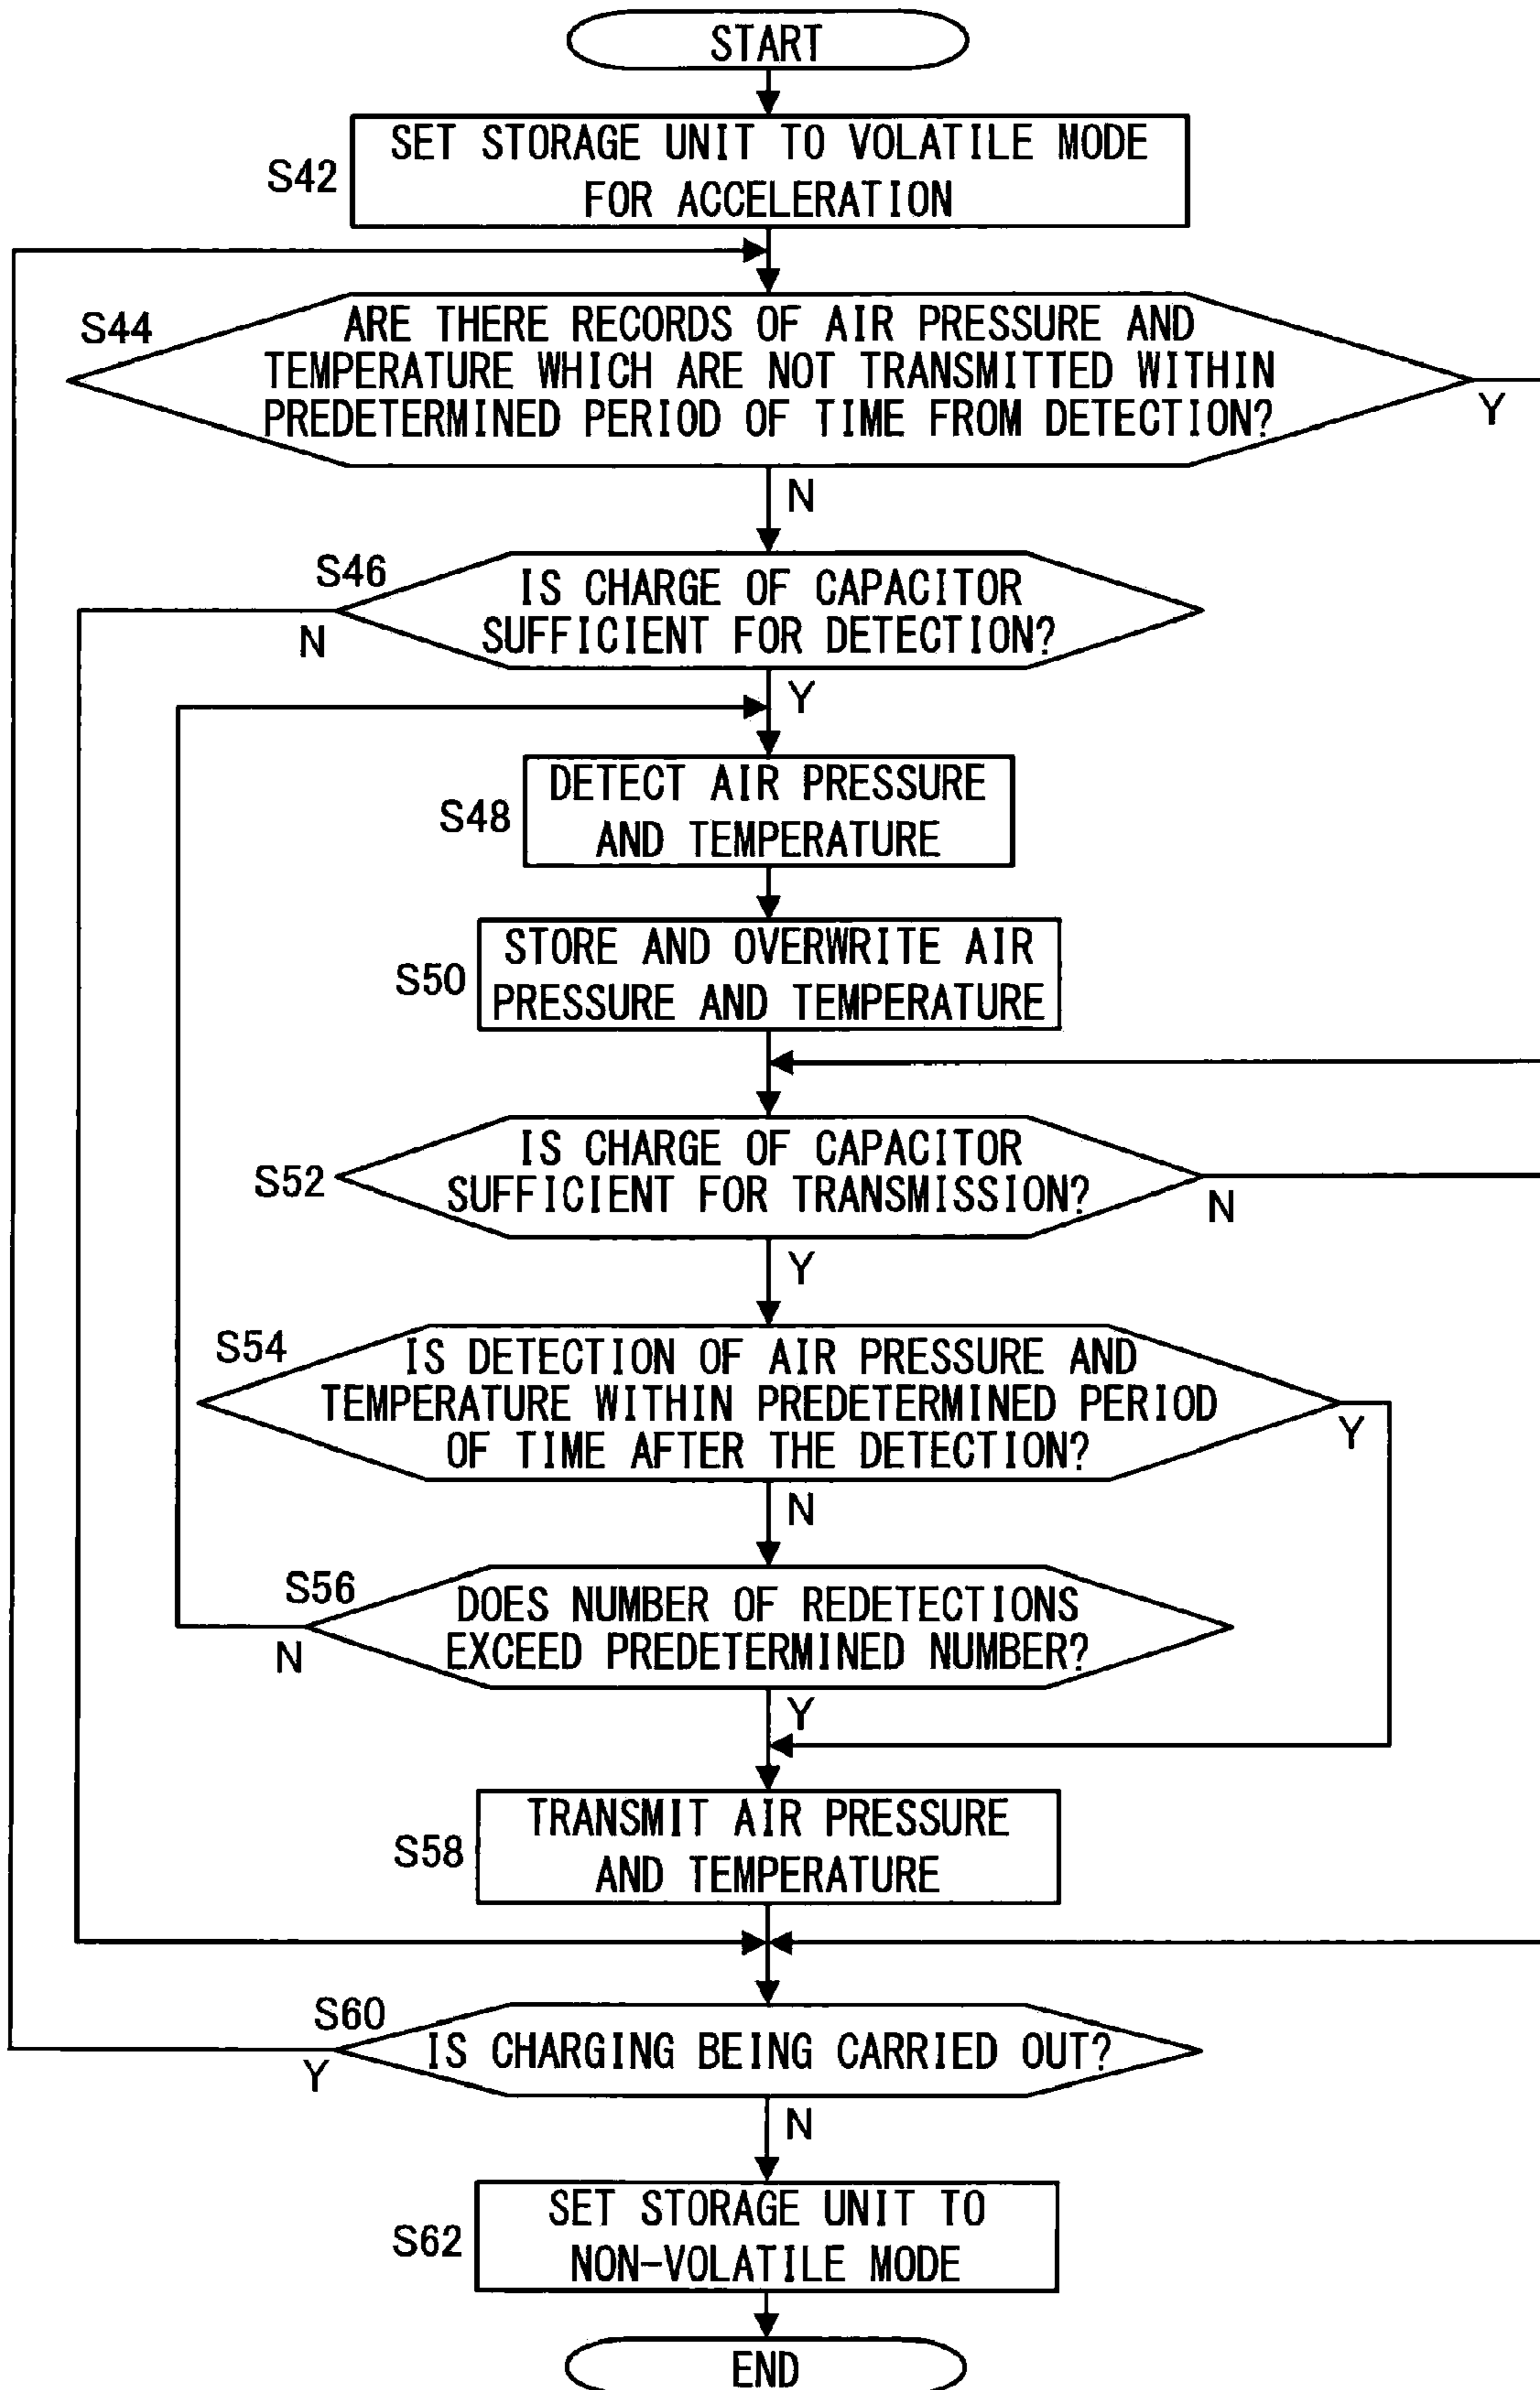 START
S42
SET STORAGE UNIT TO VOLATILE MODE
FOR ACCELERATION
S44
ARE THERE RECORDS OF AIR PRESSURE AND
TEMPERATURE WHICH ARE NOT TRANSMITTED WITHIN
PREDETERMINED PERIOD OF TIME FROM DETECTION?
Y
N
S46
IS CHARGE OF CAPACITOR
SUFFICIENT FOR DETECTION?
N
Y
S48
DETECT AIR PRESSURE
AND TEMPERATURE
S50
STORE AND OVERWRITE AIR
PRESSURE AND TEMPERATURE
S52
IS CHARGE OF CAPACITOR
SUFFICIENT FOR TRANSMISSION?
N
Y
S54
IS DETECTION OF AIR PRESSURE AND
TEMPERATURE WITHIN PREDETERMINED PERIOD
OF TIME AFTER THE DETECTION?
Y
N
S56
DOES NUMBER OF REDETECTIONS
EXCEED PREDETERMINED NUMBER?
N
Y
S58
TRANSMIT AIR PRESSURE
AND TEMPERATURE
S60
IS CHARGING BEING CARRIED OUT?
Y
N
S62
SET STORAGE UNIT TO
NON-VOLATILE MODE
END